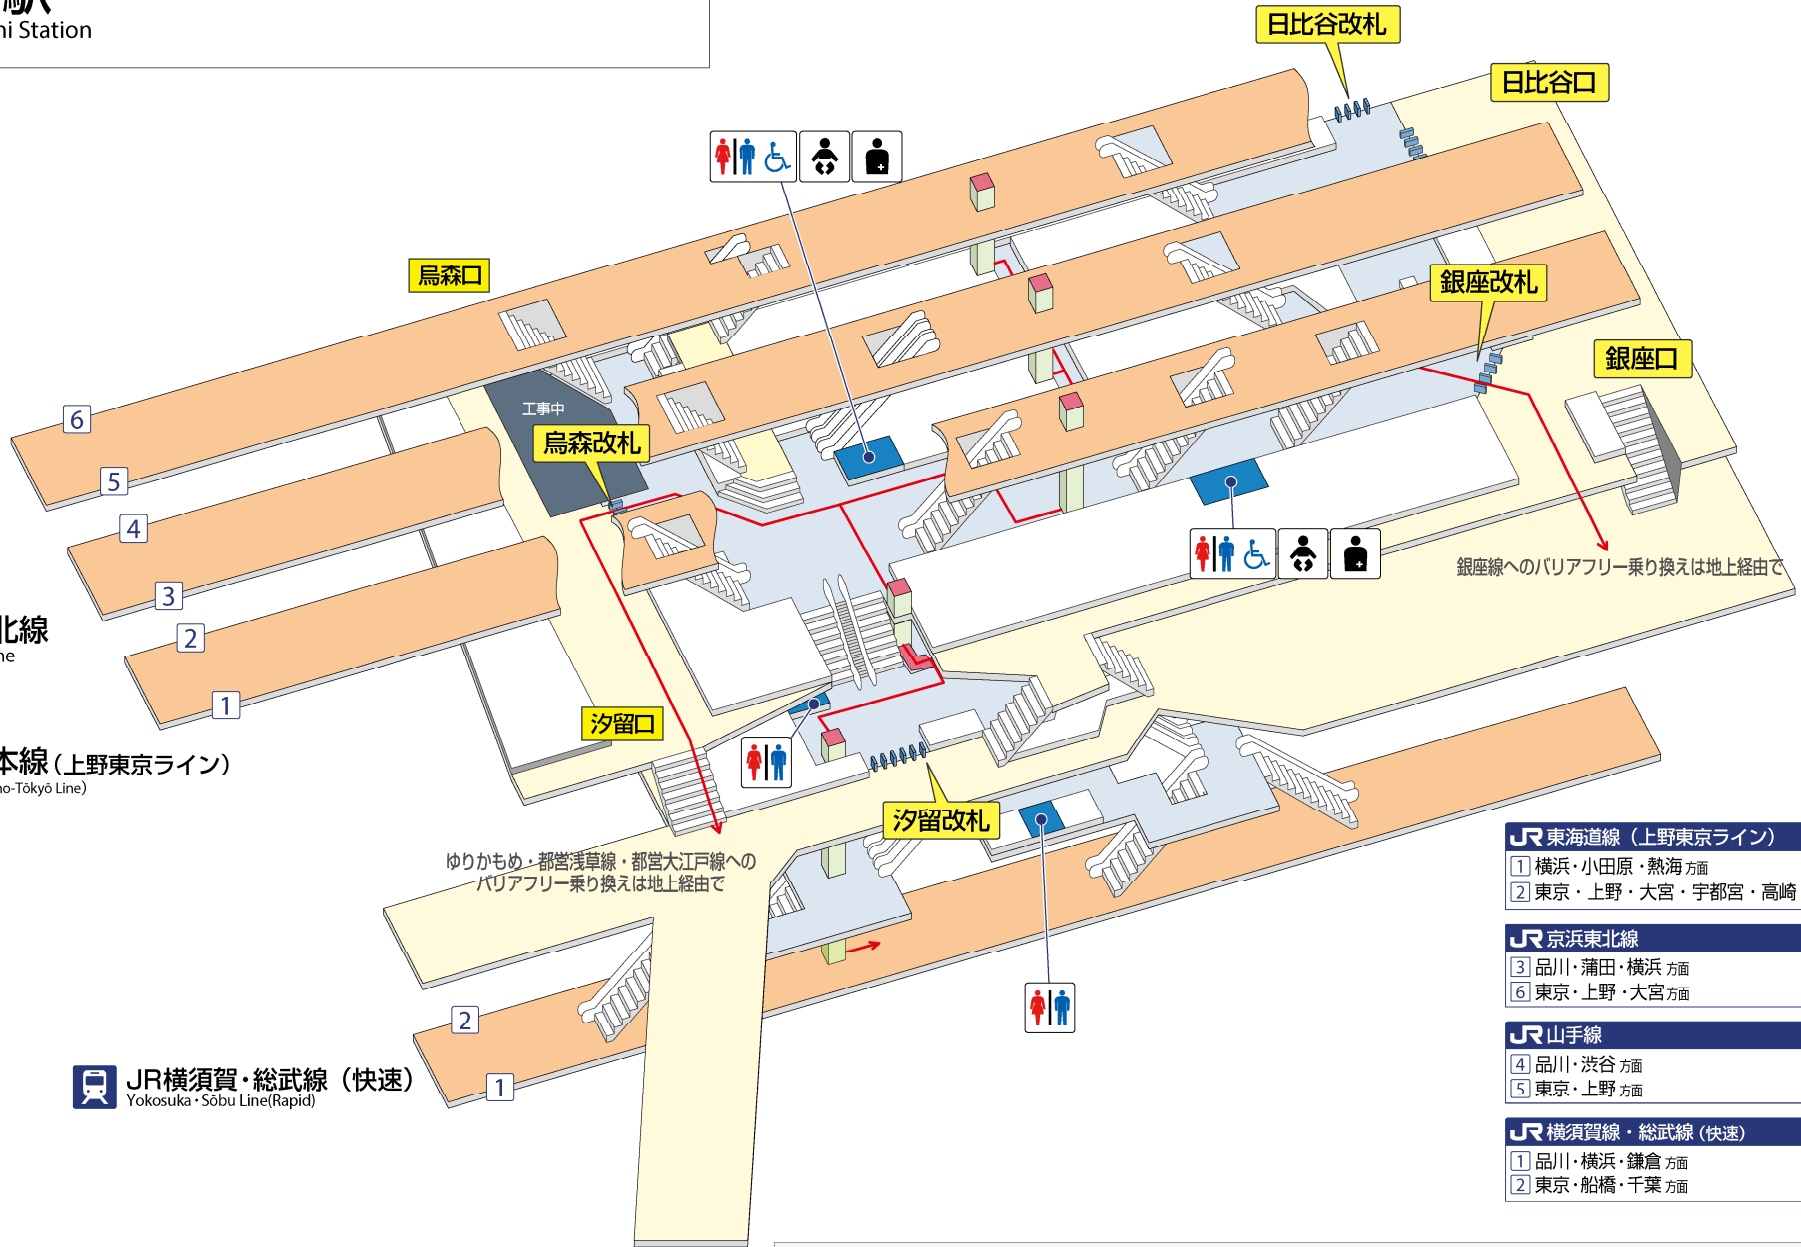 駅
ni Station
日比谷改札
日比谷口
烏森口
銀座改札
銀座口
工事中
烏森改札
6
5
4
3
2
1
銀座線へのバリアフリー乗り換えは地上経由で
汐留口
汐留改札
ゆりかもめ・都営浅草線・都営大江戸線への
バリアフリー乗り換えは地上経由で
北線
ne
本線(上野東京ライン)
no-Tōkyō Line)
2
1
JR横須賀・総武線(快速)
Yokosuka・Sōbu Line(Rapid)
JR 東海道線(上野東京ライン)
1 横浜・小田原・熱海 方面
2 東京・上野・大宮・宇都宮・高崎
JR 京浜東北線
3 品川・蒲田・横浜 方面
6 東京・上野・大宮 方面
JR 山手線
4 品川・渋谷 方面
5 東京・上野 方面
JR 横須賀線・総武線(快速)
1 品川・横浜・鎌倉 方面
2 東京・船橋・千葉 方面